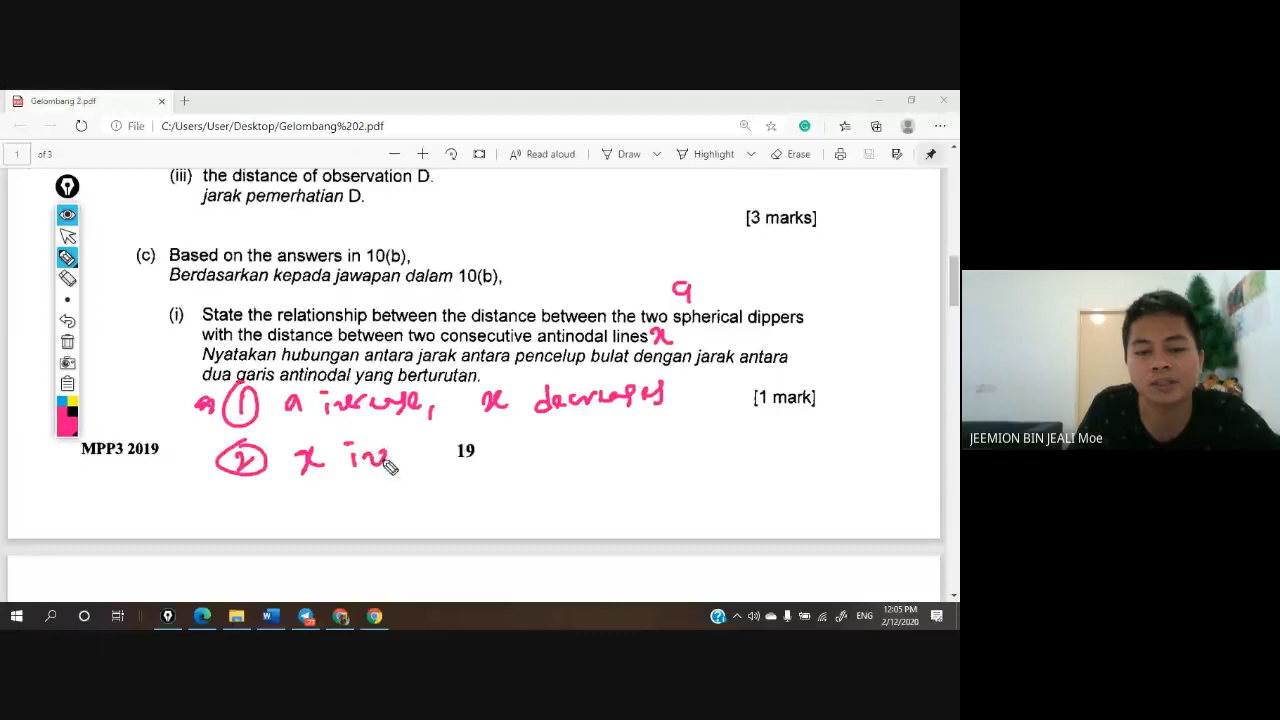 Gelombang 2.pdf
File C:/Users/User/Desktop/Gelombang%202.pdf
1 of 3 Read aloud Draw Highlight Erase
(iii) the distance of observation D.
jarak pemerhatian D.
[3 marks]
(c) Based on the answers in 10(b),
Berdasarkan kepada jawapan dalam 10(b),
a
(i) State the relationship between the distance between the two spherical dippers
with the distance between two consecutive antinodal lines x
Nyatakan hubungan antara jarak antara pencelup bulat dengan jarak antara
dua garis antinodal yang berturutan.
1 a increase, x decreases [1 mark]
MPP3 2019 2 x in 19
JEEMION BIN JEALI Moe
ENG 12:05 PM
2/12/2020